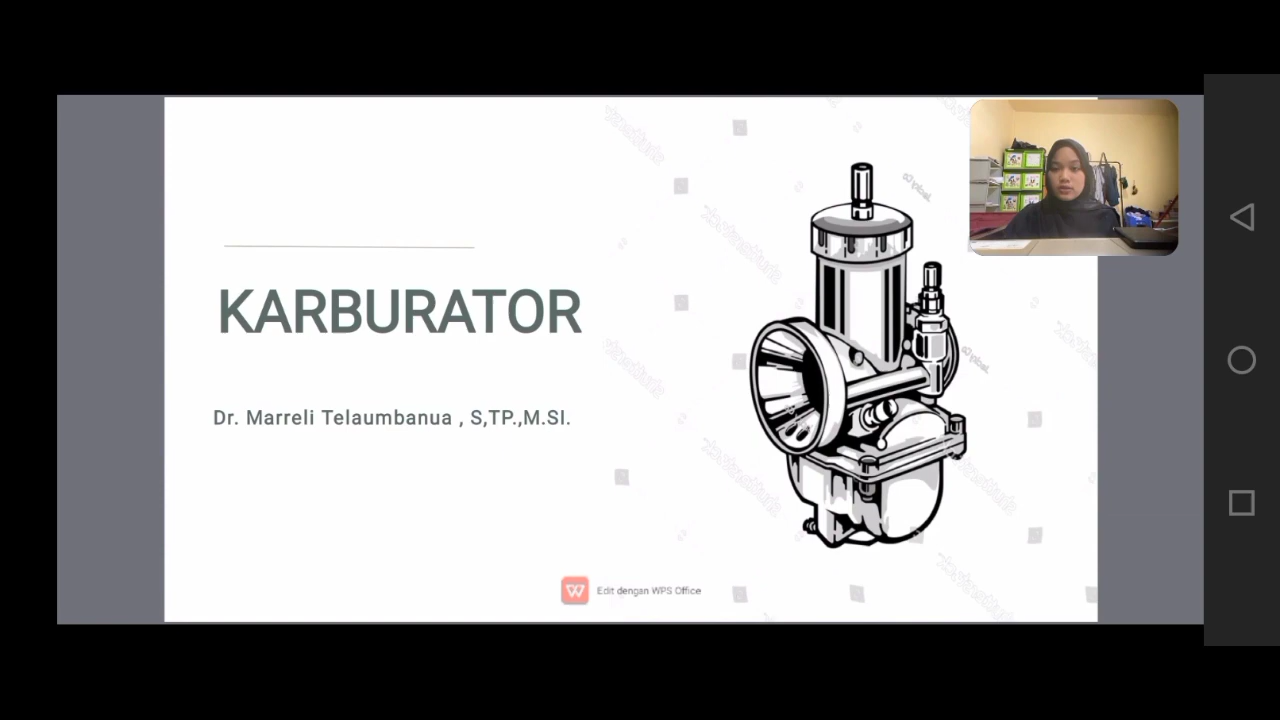 KARBURATOR
Dr. Marreli Telaumbanua , S,TP.,M.SI.
Edit dengan WPS Office